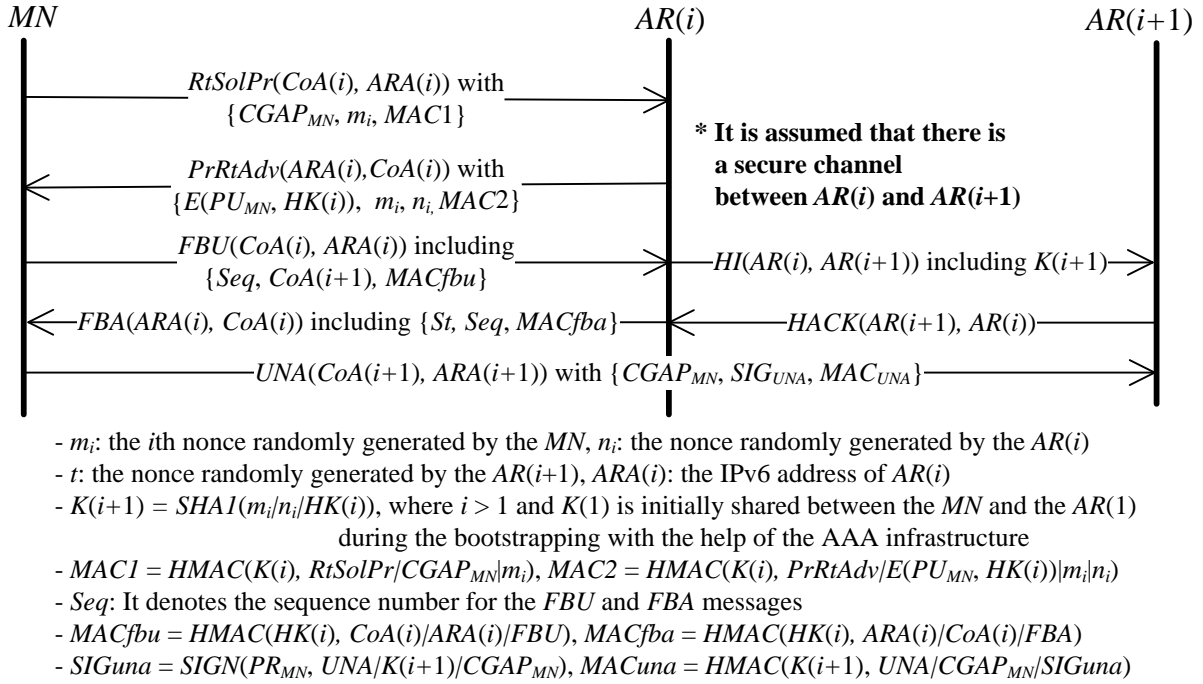 MN AR(i) AR(i+1)
RtSolPr(CoA(i), ARA(i)) with
{CGAP_MN, m_i, MAC1}
* It is assumed that there is
a secure channel
between AR(i) and AR(i+1)
PrRtAdv(ARA(i),CoA(i)) with
{E(PU_MN, HK(i)), m_i, n_i, MAC2}
FBU(CoA(i), ARA(i)) including
{Seq, CoA(i+1), MACfbu}
HI(AR(i), AR(i+1)) including K(i+1)
FBA(ARA(i), CoA(i)) including {St, Seq, MACfba}
HACK(AR(i+1), AR(i))
UNA(CoA(i+1), ARA(i+1)) with {CGAP_MN, SIG_UNA, MAC_UNA}
- m_i: the ith nonce randomly generated by the MN, n_i: the nonce randomly generated by the AR(i)
- t: the nonce randomly generated by the AR(i+1), ARA(i): the IPv6 address of AR(i)
- K(i+1) = SHA1(m_i|n_i|HK(i)), where i > 1 and K(1) is initially shared between the MN and the AR(1)
during the bootstrapping with the help of the AAA infrastructure
- MAC1 = HMAC(K(i), RtSolPr|CGAP_MN|m_i), MAC2 = HMAC(K(i), PrRtAdv|E(PU_MN, HK(i))|m_i|n_i)
- Seq: It denotes the sequence number for the FBU and FBA messages
- MACfbu = HMAC(HK(i), CoA(i)|ARA(i)|FBU), MACfba = HMAC(HK(i), ARA(i)|CoA(i)|FBA)
- SIGuna = SIGN(PR_MN, UNA|K(i+1)|CGAP_MN), MACuna = HMAC(K(i+1), UNA|CGAP_MN|SIGuna)